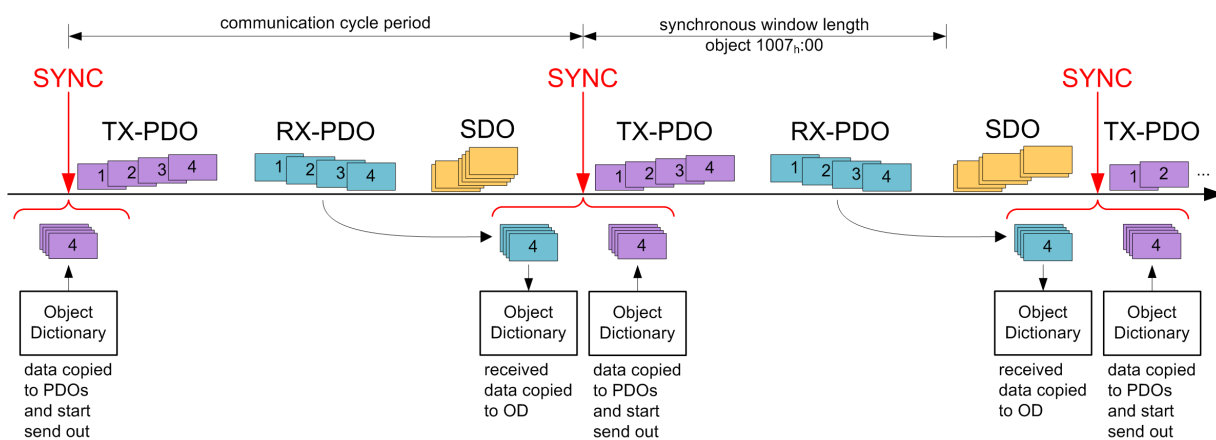 communication cycle period
synchronous window length
object 1007h:00
SYNC
SYNC
SYNC
TX-PDO
RX-PDO
SDO
TX-PDO
RX-PDO
SDO
TX-PDO
1 2 3 4
1 2 3 4
1 2 3 4
1 2 3 4
1 2 ...
4
4
4
4
4
Object
Dictionary
Object
Dictionary
Object
Dictionary
Object
Dictionary
Object
Dictionary
data copied
to PDOs
and start
send out
received
data copied
to OD
data copied
to PDOs
and start
send out
received
data copied
to OD
data copied
to PDOs
and start
send out